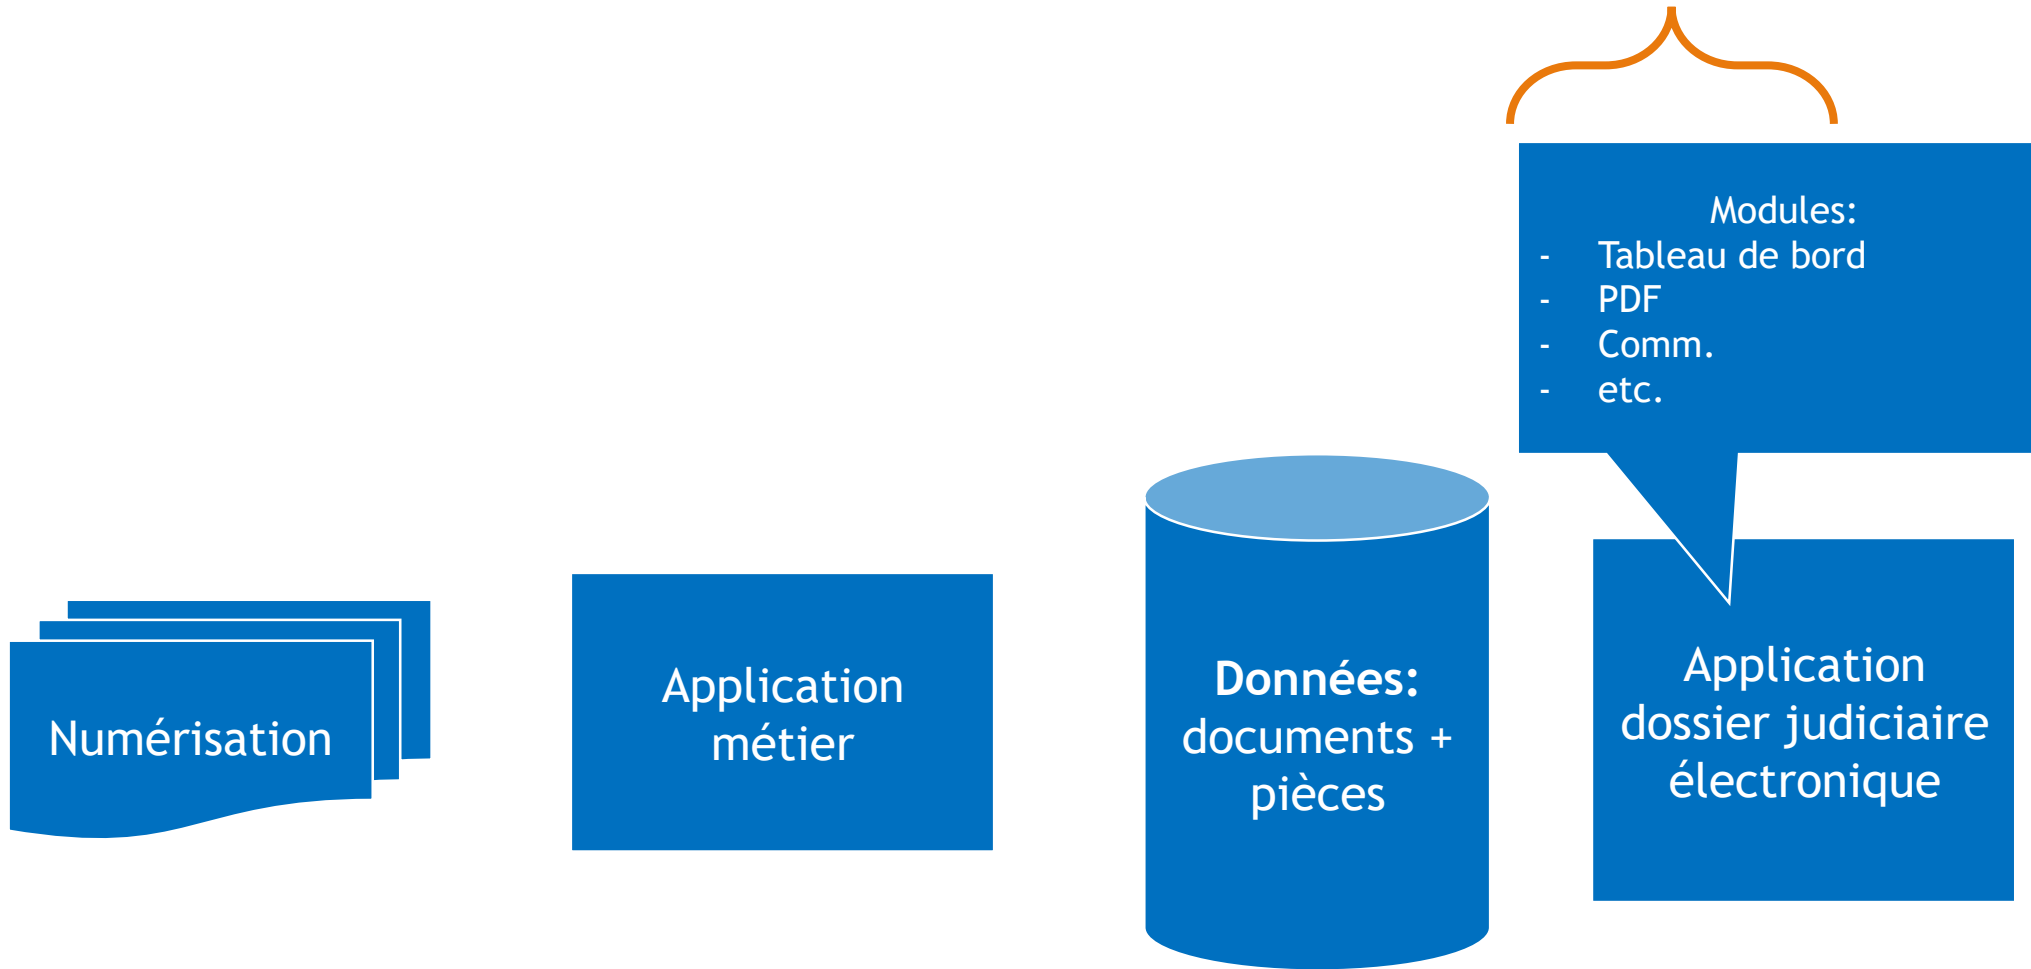 Modules:
- Tableau de bord
- PDF
- Comm.
- etc.
Numérisation
Application
métier
Données:
documents +
pièces
Application
dossier judiciaire
électronique